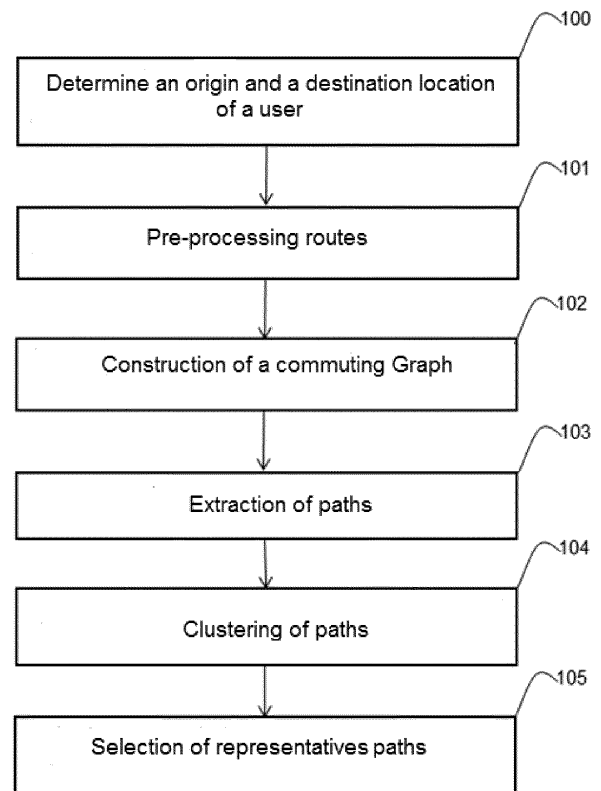 100
Determine an origin and a destination location
of a user
101
Pre-processing routes
102
Construction of a commuting Graph
103
Extraction of paths
104
Clustering of paths
105
Selection of representatives paths